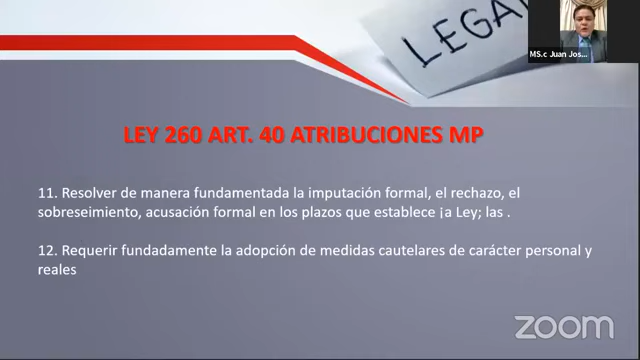 LEGAL
MS.c Juan Jos...
LEY 260 ART. 40 ATRIBUCIONES MP
11. Resolver de manera fundamentada la imputación formal, el rechazo, el
sobreseimiento, acusación formal en los plazos que establece ¡a Ley; las .
12. Requerir fundadamente la adopción de medidas cautelares de carácter personal y
reales
zoom